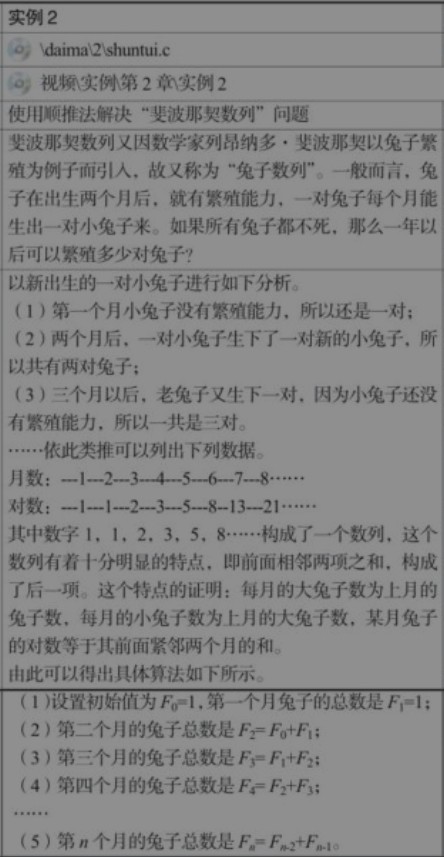 实例 2
\daima\2\shuntui.c
视频\实例\第 2 章\实例 2
使用顺推法解决“斐波那契数列”问题
斐波那契数列又因数学家列昂纳多·斐波那契以兔子繁
殖为例子而引入，故又称为“兔子数列”。一般而言，兔
子在出生两个月后，就有繁殖能力，一对兔子每个月能
生出一对小兔子来。如果所有兔子都不死，那么一年以
后可以繁殖多少对兔子?
以新出生的一对小兔子进行如下分析。
（1）第一个月小兔子没有繁殖能力，所以还是一对；
（2）两个月后，一对小兔子生下了一对新的小兔子，所
以共有两对兔子；
（3）三个月以后，老兔子又生下一对，因为小兔子还没
有繁殖能力，所以一共是三对。
……依此类推可以列出下列数据。
月数：---1---2---3---4---5---6---7---8……
对数：---1---1---2---3---5---8--13---21……
其中数字 1，1，2，3，5，8……构成了一个数列，这个
数列有着十分明显的特点，即前面相邻两项之和，构成
了后一项。这个特点的证明：每月的大兔子数为上月的
兔子数，每月的小兔子数为上月的大兔子数，某月兔子
的对数等于其前面紧邻两个月的和。
由此可以得出具体算法如下所示。
（1）设置初始值为 F₀=1，第一个月兔子的总数是 F₁=1；
（2）第二个月的兔子总数是 F₂= F₀+F₁；
（3）第三个月的兔子总数是 F₃= F₁+F₂；
（4）第四个月的兔子总数是 F₄= F₂+F₃；
……
（5）第 n 个月的兔子总数是 Fₙ= Fₙ₋₂+Fₙ₋₁。